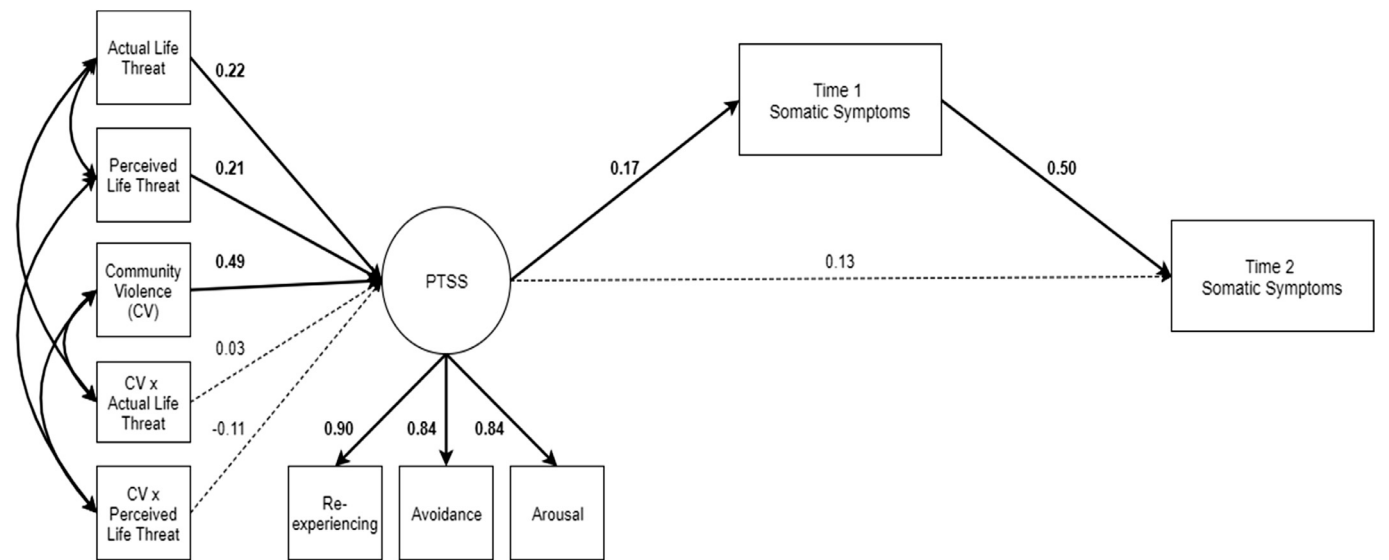 Actual Life
Threat
0.22
Perceived
Life Threat
0.21
Community
Violence
(CV)
0.49
CV x
Actual Life
Threat
0.03
CV x
Perceived
Life Threat
-0.11
PTSS
0.90
0.84
0.84
Re-
experiencing
Avoidance
Arousal
0.17
Time 1
Somatic Symptoms
0.50
0.13
Time 2
Somatic Symptoms